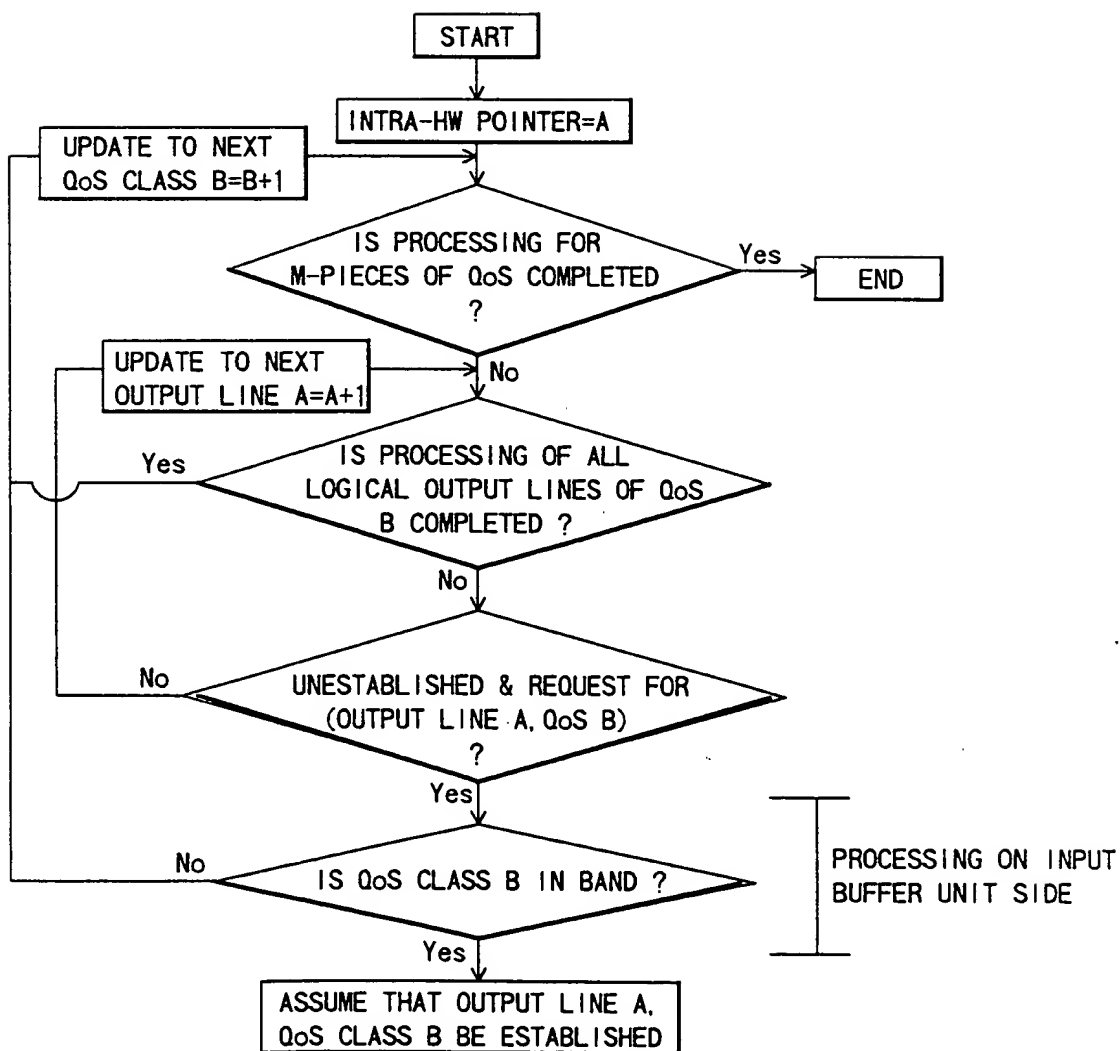 START
INTRA-HW POINTER=A
UPDATE TO NEXT
QoS CLASS B=B+1
IS PROCESSING FOR
M-PIECES OF QoS COMPLETED
?
Yes
END
No
UPDATE TO NEXT
OUTPUT LINE A=A+1
IS PROCESSING OF ALL
LOGICAL OUTPUT LINES OF QoS
B COMPLETED ?
Yes
No
UNESTABLISHED & REQUEST FOR
(OUTPUT LINE A, QoS B)
?
No
Yes
IS QoS CLASS B IN BAND ?
No
PROCESSING ON INPUT
BUFFER UNIT SIDE
Yes
ASSUME THAT OUTPUT LINE A,
QoS CLASS B BE ESTABLISHED